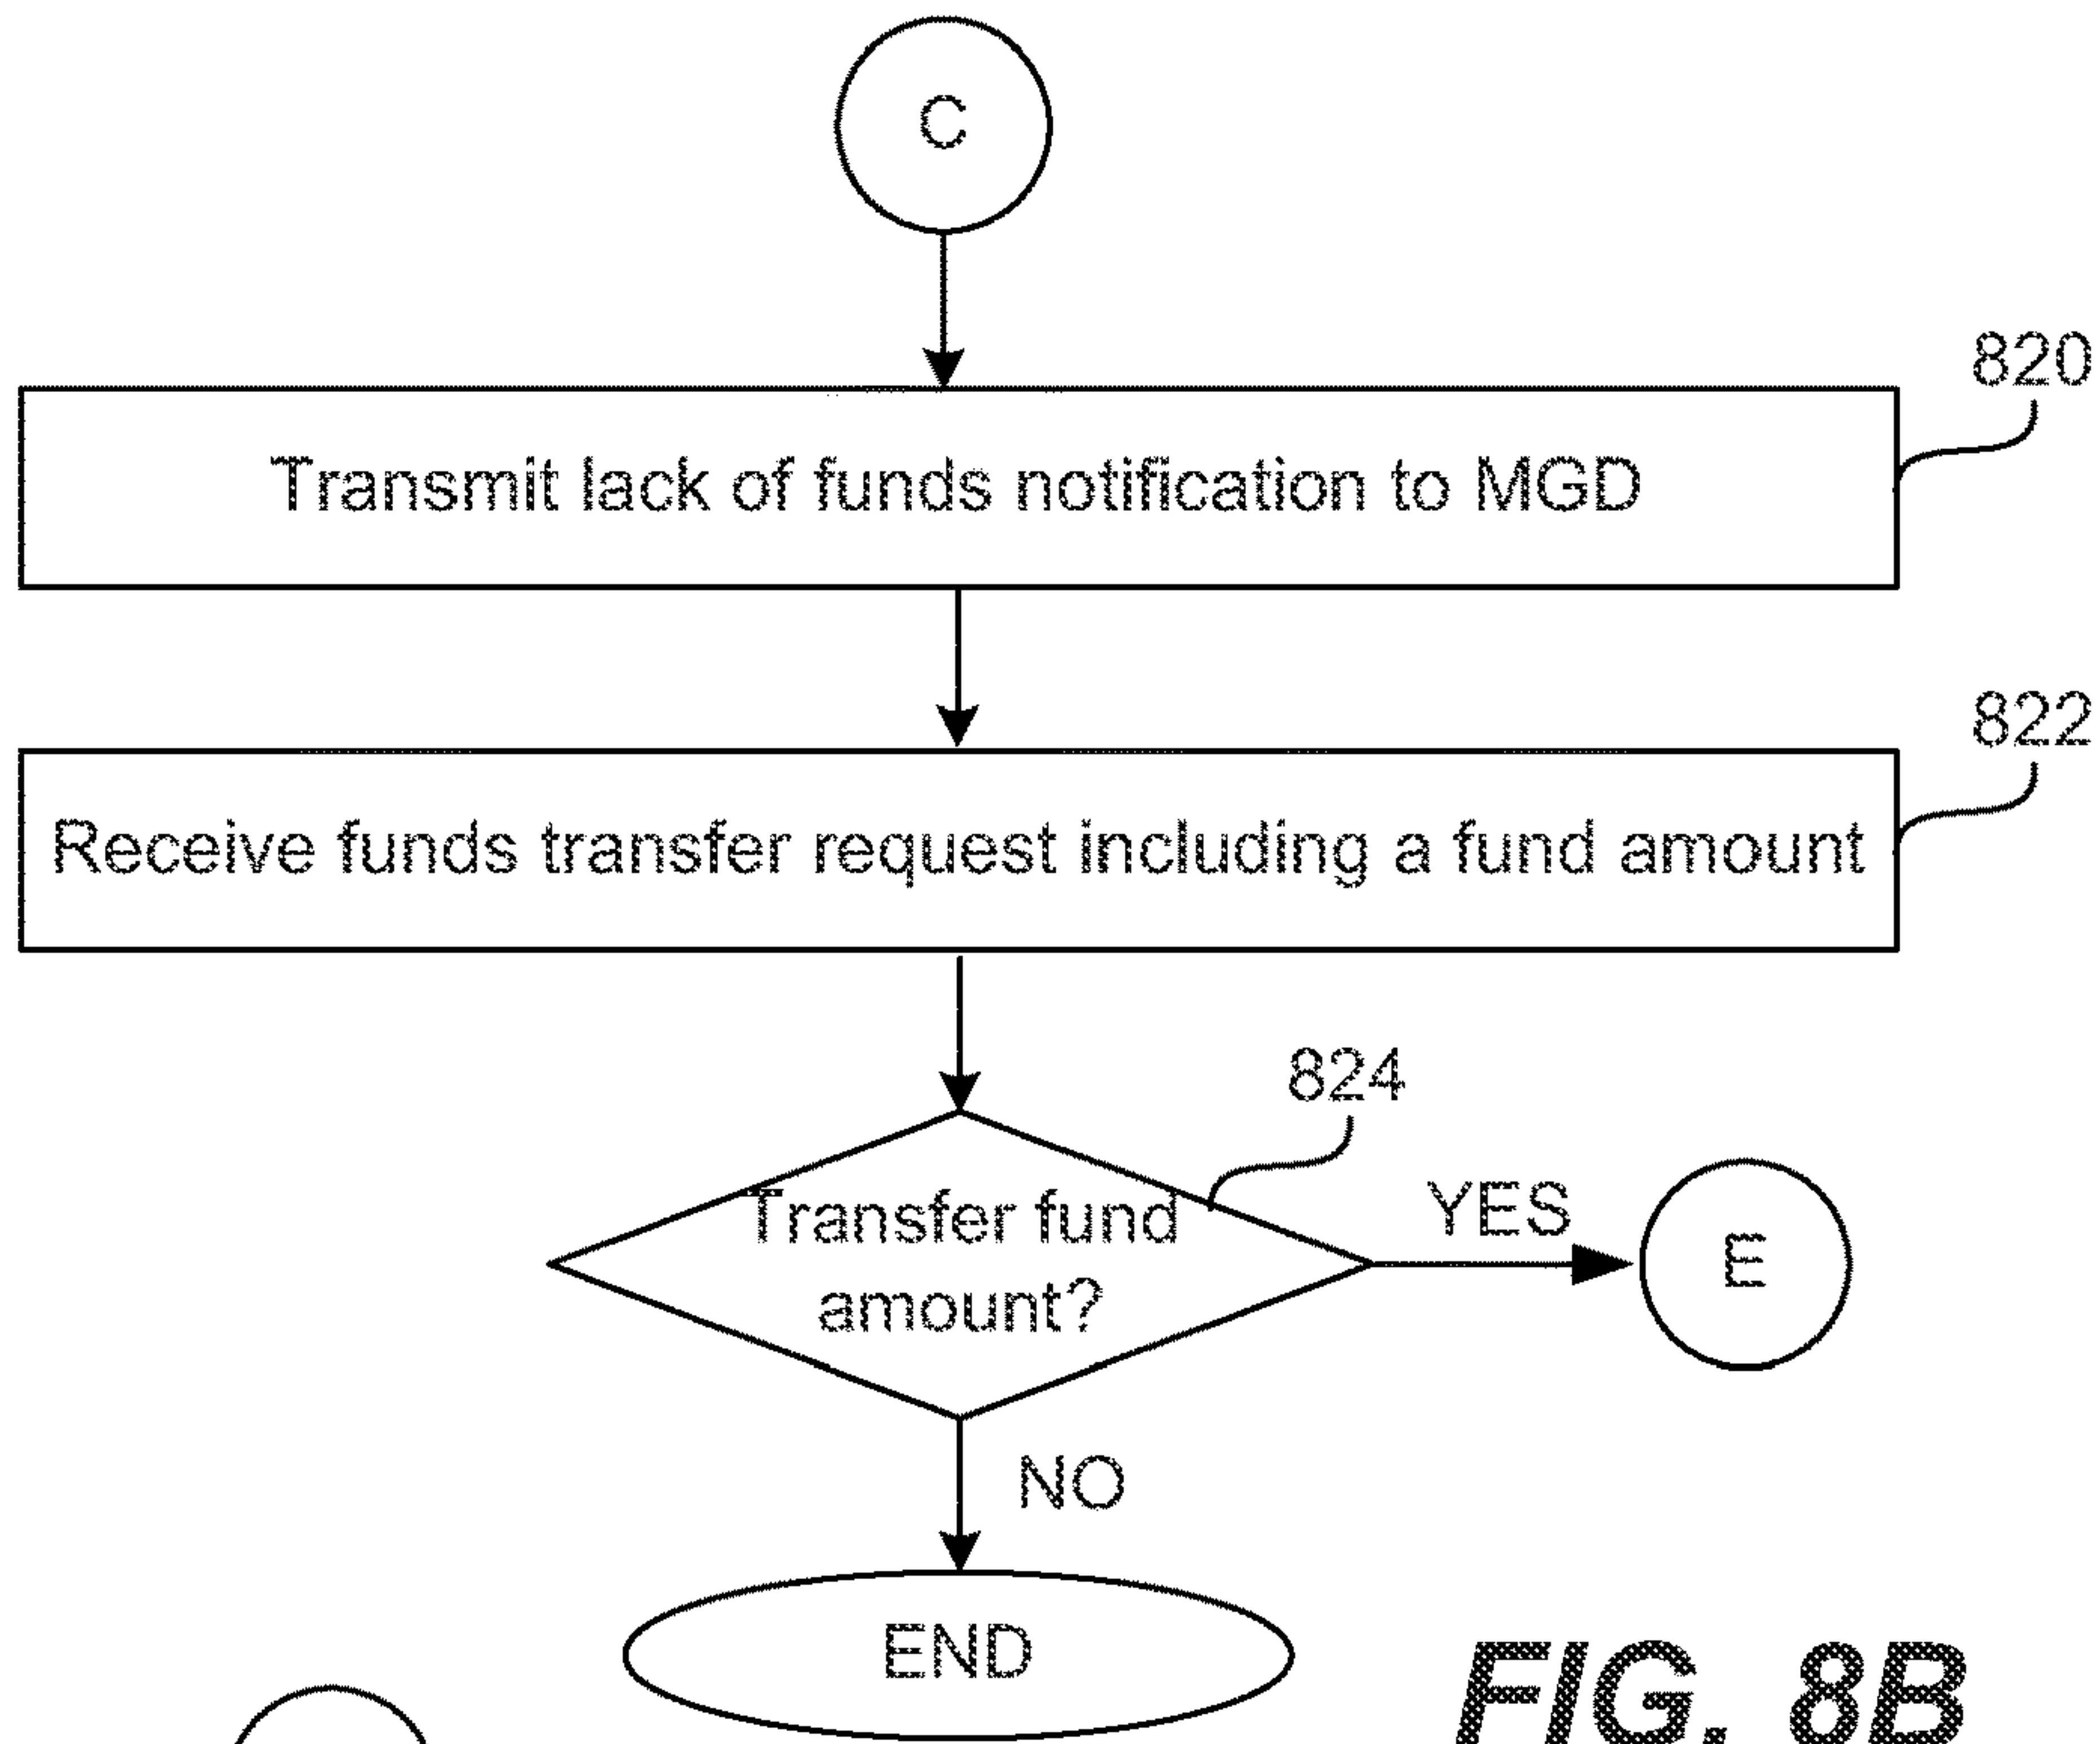 C
820
Transmit lack of funds notification to MGD
822
Receive funds transfer request including a fund amount
824
Transfer fund
amount?
YES
E
NO
END
FIG. 8B